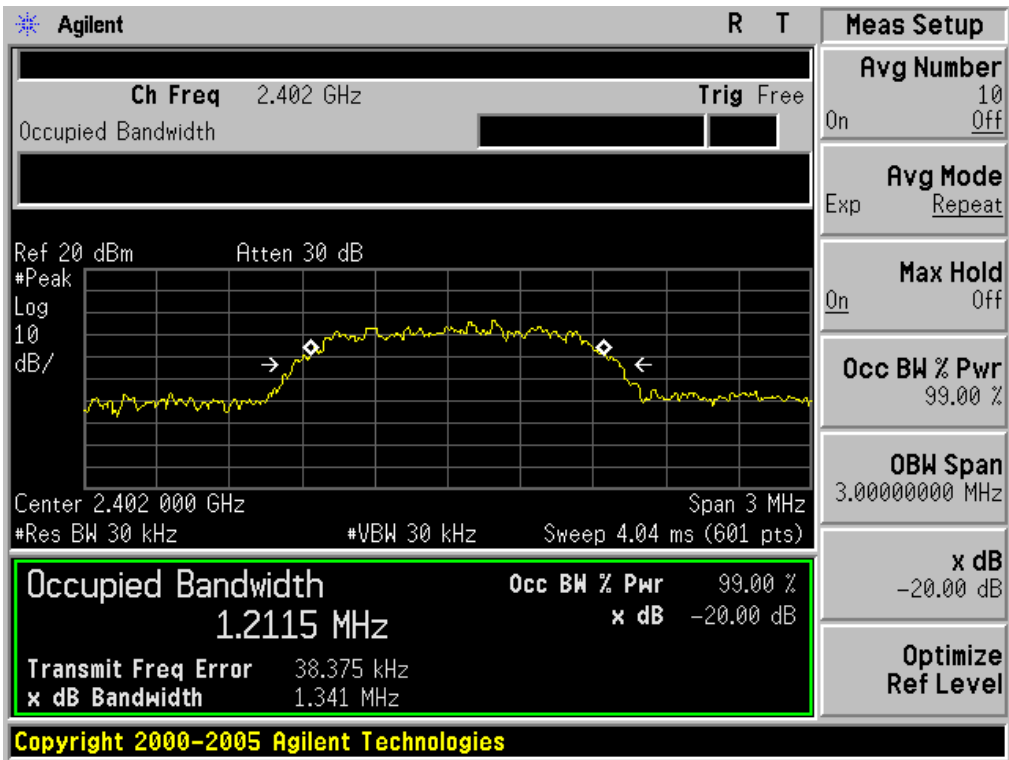 Agilent R T
Ch Freq 2.402 GHz Trig Free
Occupied Bandwidth
Ref 20 dBm Atten 30 dB
#Peak
Log
10
dB/
Center 2.402 000 GHz Span 3 MHz
#Res BW 30 kHz #VBW 30 kHz Sweep 4.04 ms (601 pts)
Occupied Bandwidth Occ BW % Pwr 99.00 %
1.2115 MHz x dB -20.00 dB
Transmit Freq Error 38.375 kHz
x dB Bandwidth 1.341 MHz
Copyright 2000-2005 Agilent Technologies
Meas Setup
Avg Number
10
On Off
Avg Mode
Exp Repeat
Max Hold
On Off
Occ BW % Pwr
99.00 %
OBW Span
3.00000000 MHz
x dB
-20.00 dB
Optimize
Ref Level